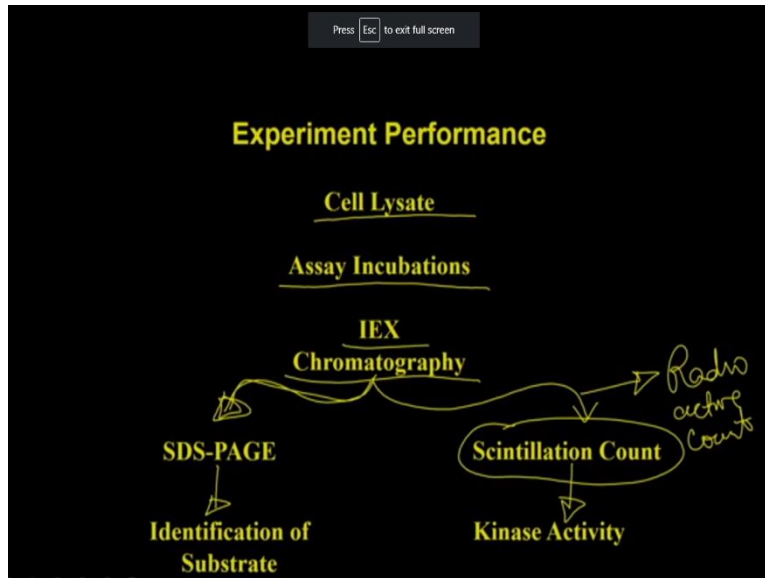 Press Esc to exit full screen
Experiment Performance
Cell Lysate
Assay Incubations
IEX
Chromatography
Radio
active
Count
SDS-PAGE
Scintillation Count
Identification of
Substrate
Kinase Activity